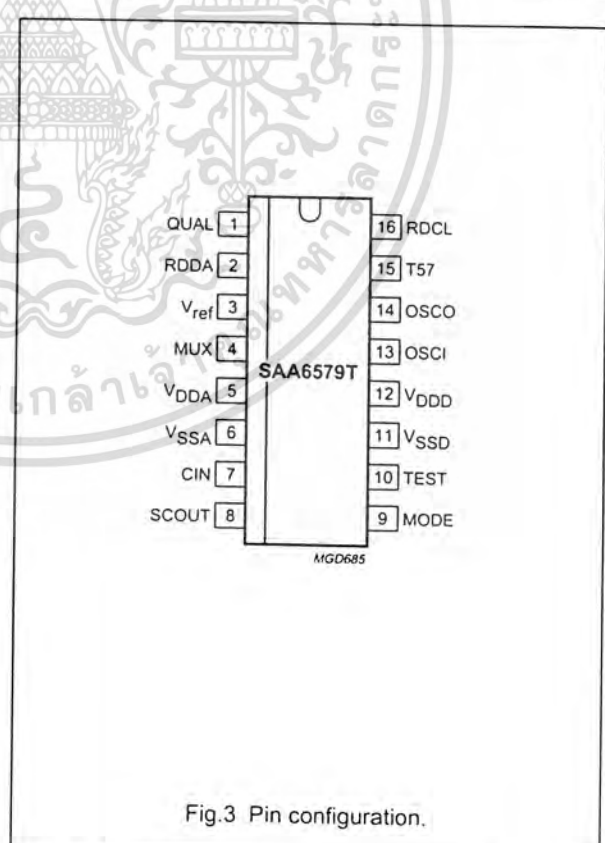 QUAL 1
RDDA 2
Vref 3
MUX 4
VDDA 5
VSSA 6
CIN 7
SCOUT 8
SAA6579T
16 RDCL
15 T57
14 OSCO
13 OSCI
12 VDDD
11 VSSD
10 TEST
9 MODE
MGD685
Fig.3 Pin configuration.